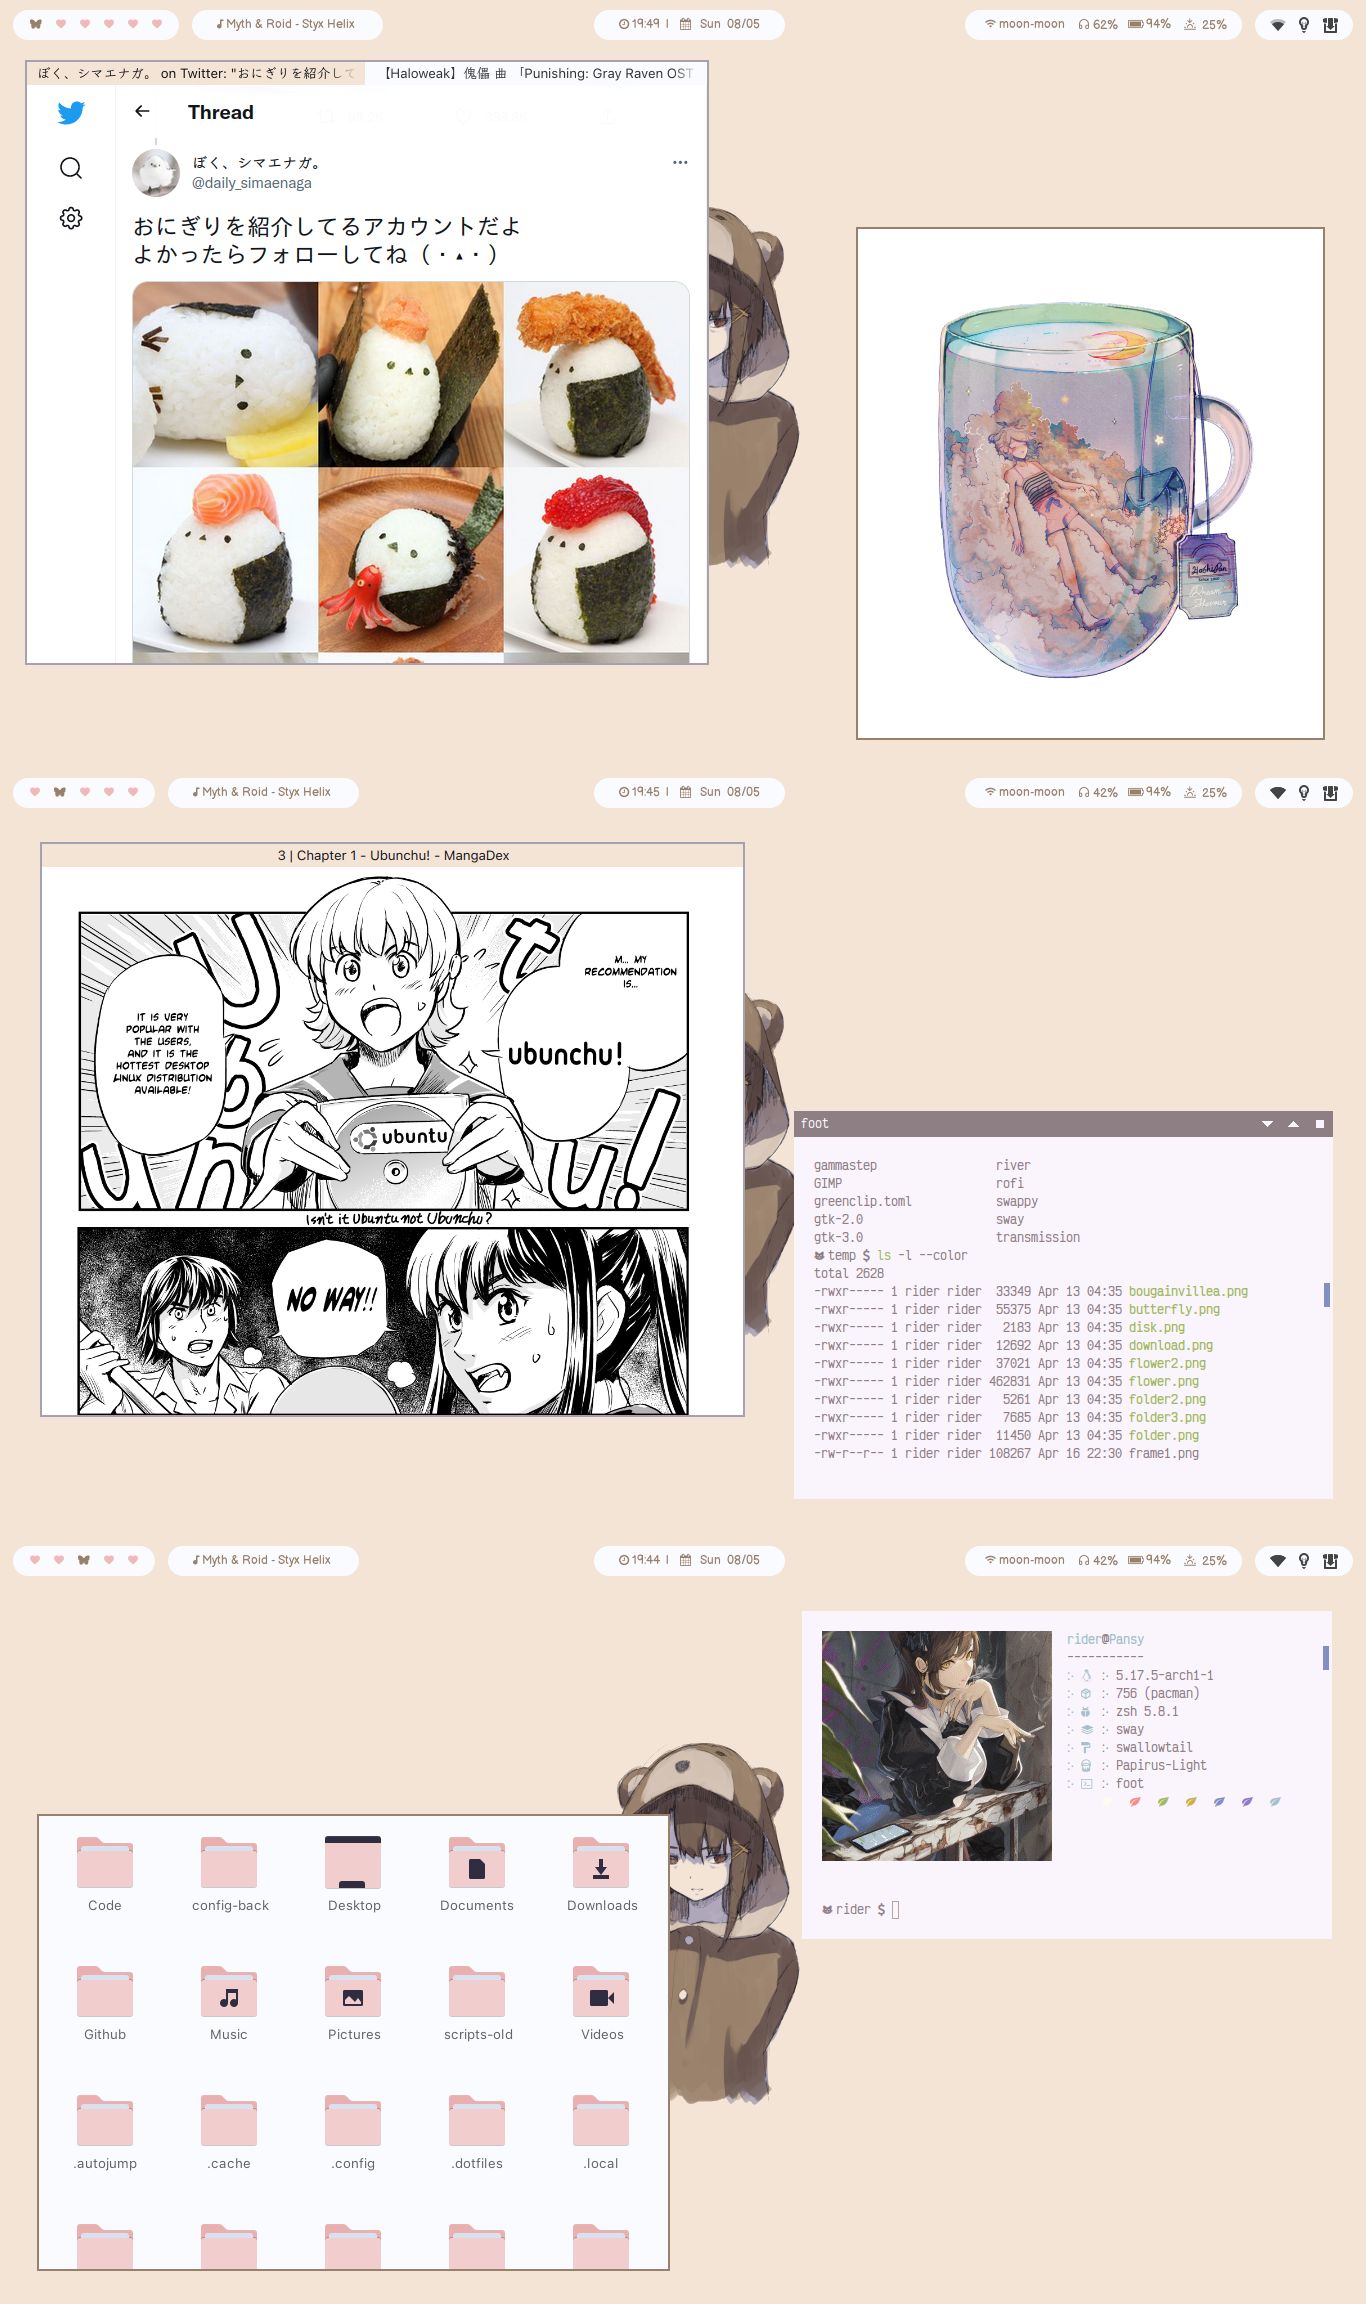 Myth & Roid - Styx Helix
19:49 | Sun 08/05
moon-moon 62% 94% 25%
ぼく、シマエナガ。 on Twitter: "おにぎりを紹介して
【Haloweak】傀儡 曲 「Punishing: Gray Raven OST
Thread
ぼく、シマエナガ。
@daily_simaenaga
おにぎりを紹介してるアカウントだよ
よかったらフォローしてね（・▴・）
HoshiPan
Dream
Myth & Roid - Styx Helix
19:45 | Sun 08/05
moon-moon 42% 94% 25%
3 | Chapter 1 - Ubunchu! - MangaDex
M... MY
RECOMMENDATION
IS...
IT IS VERY
POPULAR WITH
THE USERS,
AND IT IS THE
HOTTEST DESKTOP
LINUX DISTRIBUTION
AVAILABLE!
ubunchu!
Ubuntu!
ubuntu
Isn't it Ubuntu not Ubunchu?
NO WAY!!
foot
gammastep river
GIMP rofi
greenclip.toml swappy
gtk-2.0 sway
gtk-3.0 transmission
temp $ ls -l --color
total 2628
-rwxr----- 1 rider rider 33349 Apr 13 04:35 bougainvillea.png
-rwxr----- 1 rider rider 55375 Apr 13 04:35 butterfly.png
-rwxr----- 1 rider rider 2183 Apr 13 04:35 disk.png
-rwxr----- 1 rider rider 12692 Apr 13 04:35 download.png
-rwxr----- 1 rider rider 37021 Apr 13 04:35 flower2.png
-rwxr----- 1 rider rider 462831 Apr 13 04:35 flower.png
-rwxr----- 1 rider rider 5261 Apr 13 04:35 folder2.png
-rwxr----- 1 rider rider 7685 Apr 13 04:35 folder3.png
-rwxr----- 1 rider rider 11450 Apr 13 04:35 folder.png
-rw-r--r-- 1 rider rider 108267 Apr 16 22:30 frame1.png
Myth & Roid - Styx Helix
19:44 | Sun 08/05
moon-moon 42% 94% 25%
rider@Pansy
-----------
5.17.5-arch1-1
756 (pacman)
zsh 5.8.1
sway
swallowtail
Papirus-Light
foot
rider $
Code config-back Desktop Documents Downloads
Github Music Pictures scripts-old Videos
.autojump .cache .config .dotfiles .local